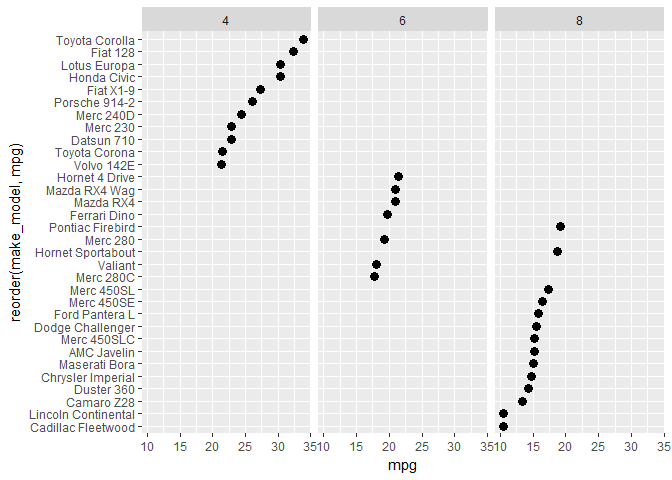 4 6 8
Toyota Corolla
Fiat 128
Lotus Europa
Honda Civic
Fiat X1-9
Porsche 914-2
Merc 240D
Merc 230
Datsun 710
Toyota Corona
Volvo 142E
Hornet 4 Drive
Mazda RX4 Wag
Mazda RX4
Ferrari Dino
Pontiac Firebird
Merc 280
Hornet Sportabout
Valiant
Merc 280C
Merc 450SL
Merc 450SE
Ford Pantera L
Dodge Challenger
Merc 450SLC
AMC Javelin
Maserati Bora
Chrysler Imperial
Duster 360
Camaro Z28
Lincoln Continental
Cadillac Fleetwood
reorder(make_model, mpg)
10 15 20 25 30 35 10 15 20 25 30 35 10 15 20 25 30 35
mpg